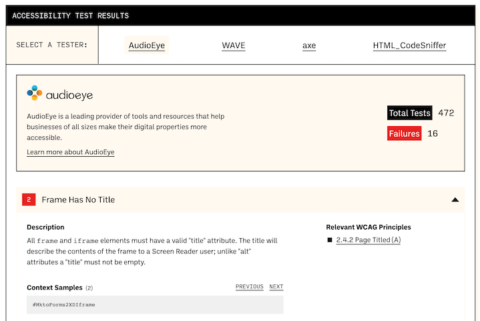 ACCESSIBILITY TEST RESULTS
SELECT A TESTER:
AudioEye
WAVE
axe
HTML_CodeSniffer
audioeye
AudioEye is a leading provider of tools and resources that help
businesses of all sizes make their digital properties more
accessible.
Learn more about AudioEye
Total Tests 472
Failures 16
2 Frame Has No Title
Description
All frame and iframe elements must have a valid "title" attribute. The title will
describe the contents of the frame to a Screen Reader user; unlike "alt"
attributes a "title" must not be empty.
Relevant WCAG Principles
2.4.2 Page Titled (A)
Context Samples (2)
PREVIOUS NEXT
#MktoForms2XDIframe